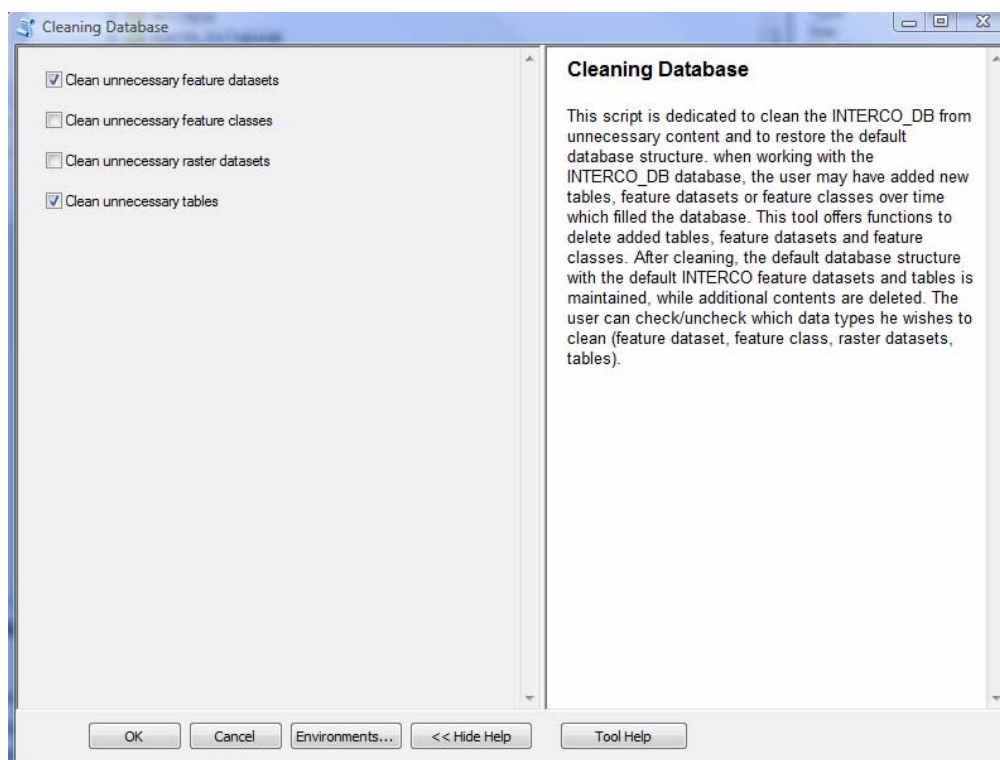 Cleaning Database
Clean unnecessary feature datasets
Clean unnecessary feature classes
Clean unnecessary raster datasets
Clean unnecessary tables
Cleaning Database
This script is dedicated to clean the INTERCO_DB from
unnecessary content and to restore the default
database structure. when working with the
INTERCO_DB database, the user may have added new
tables, feature datasets or feature classes over time
which filled the database. This tool offers functions to
delete added tables, feature datasets and feature
classes. After cleaning, the default database structure
with the default INTERCO feature datasets and tables is
maintained, while additional contents are deleted. The
user can check/uncheck which data types he wishes to
clean (feature dataset, feature class, raster datasets,
tables).
OK Cancel Environments... << Hide Help Tool Help